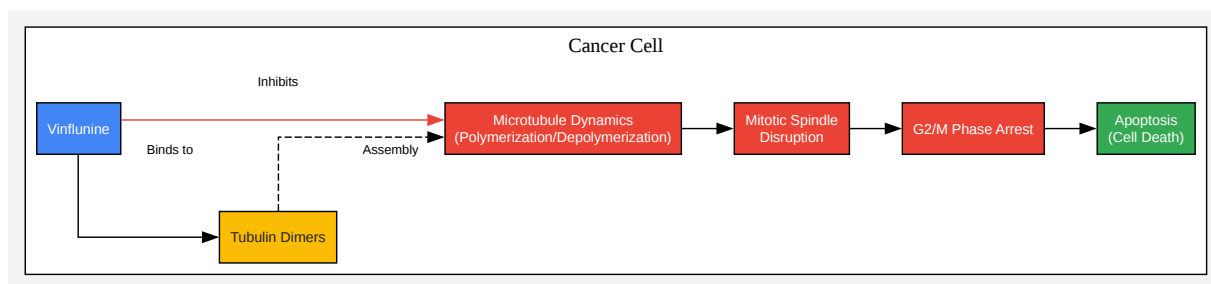 Cancer Cell
Inhibits
Vinflunine
Microtubule Dynamics
(Polymerization/Depolymerization)
Mitotic Spindle
Disruption
G2/M Phase Arrest
Apoptosis
(Cell Death)
Binds to
Assembly
Tubulin Dimers